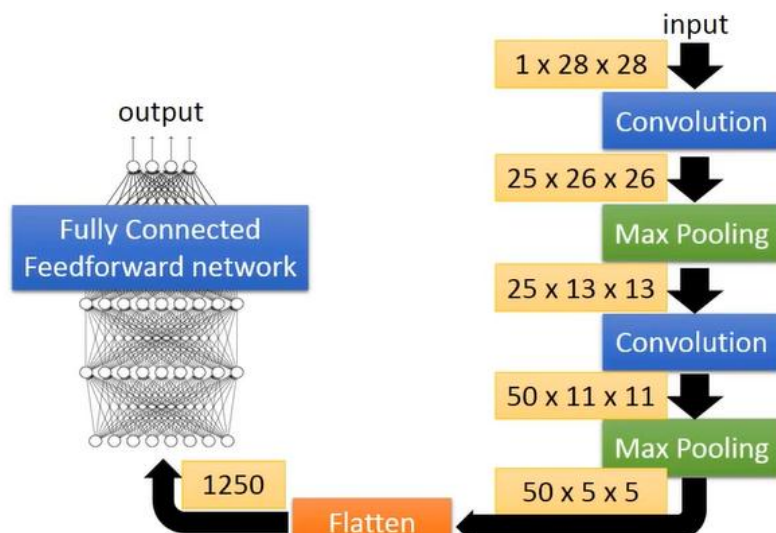 input
1 x 28 x 28
Convolution
25 x 26 x 26
Max Pooling
25 x 13 x 13
Convolution
50 x 11 x 11
Max Pooling
50 x 5 x 5
Flatten
1250
Fully Connected
Feedforward network
output